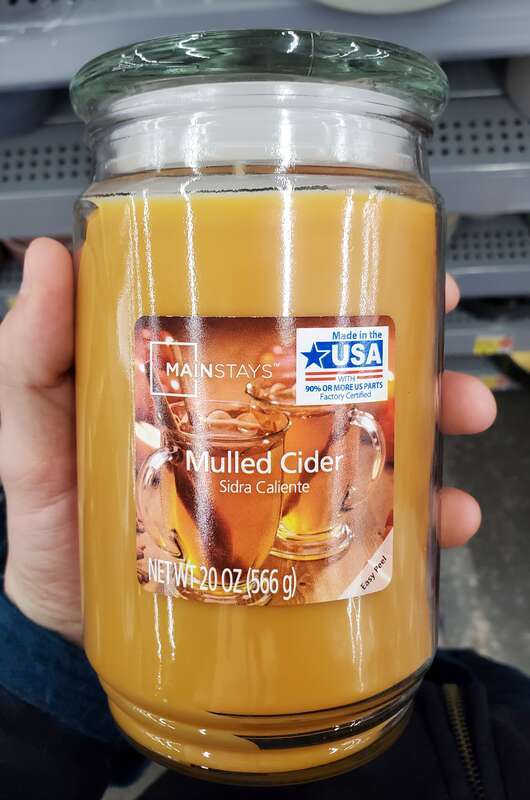 Made in the
USA
WITH
90% OR MORE US PARTS
Factory Certified
MAINSTAYS™
Mulled Cider
Sidra Caliente
NET WT 20 OZ (566 g)
Easy Peel